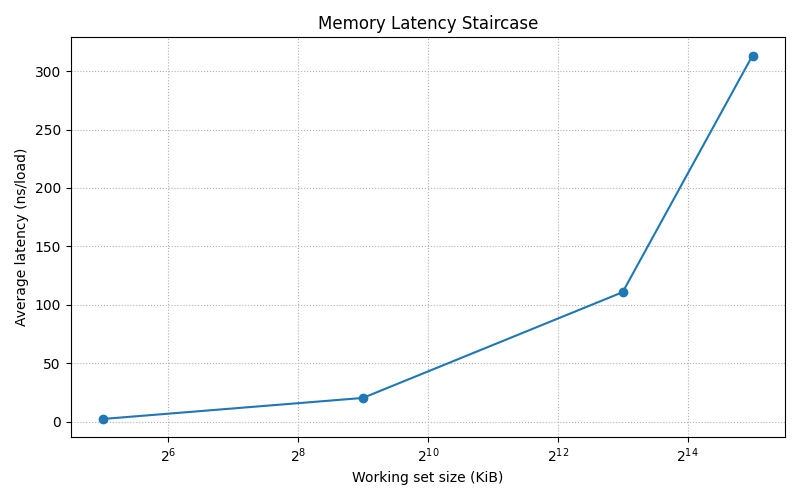 Memory Latency Staircase
Average latency (ns/load)
300
250
200
150
100
50
0
2^6 2^8 2^10 2^12 2^14
Working set size (KiB)